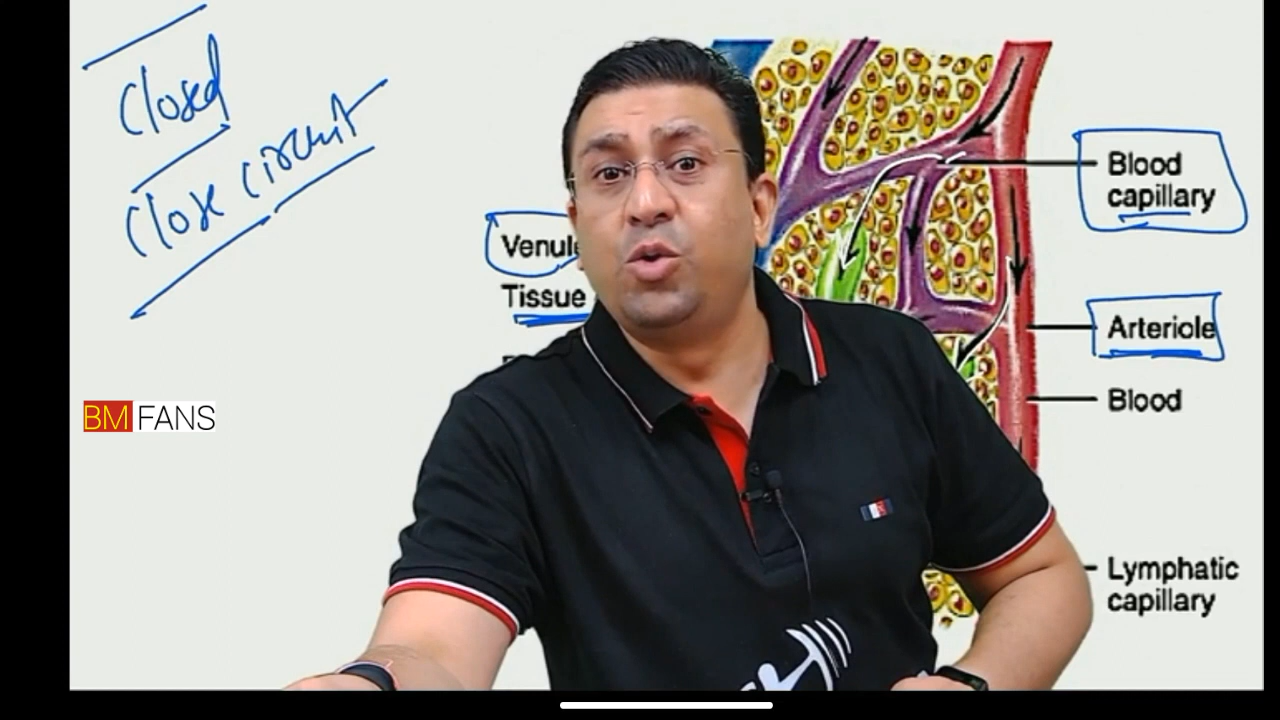 Closed
Close circuit
Blood
capillary
Venule
Tissue
Arteriole
Blood
BM FANS
Lymphatic
capillary